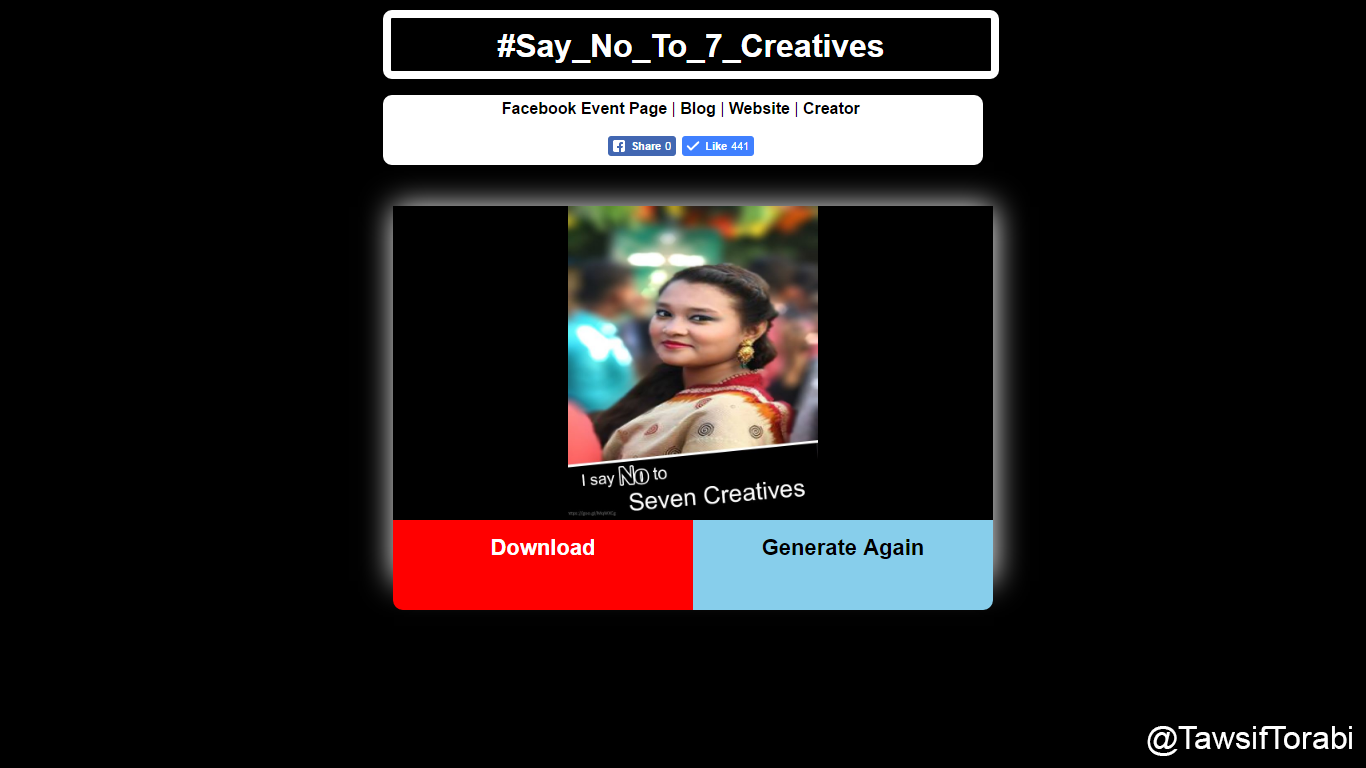 #Say_No_To_7_Creatives
Facebook Event Page | Blog | Website | Creator
Share 0 Like 441
I say No to
Seven Creatives
Download Generate Again
@TawsifTorabi